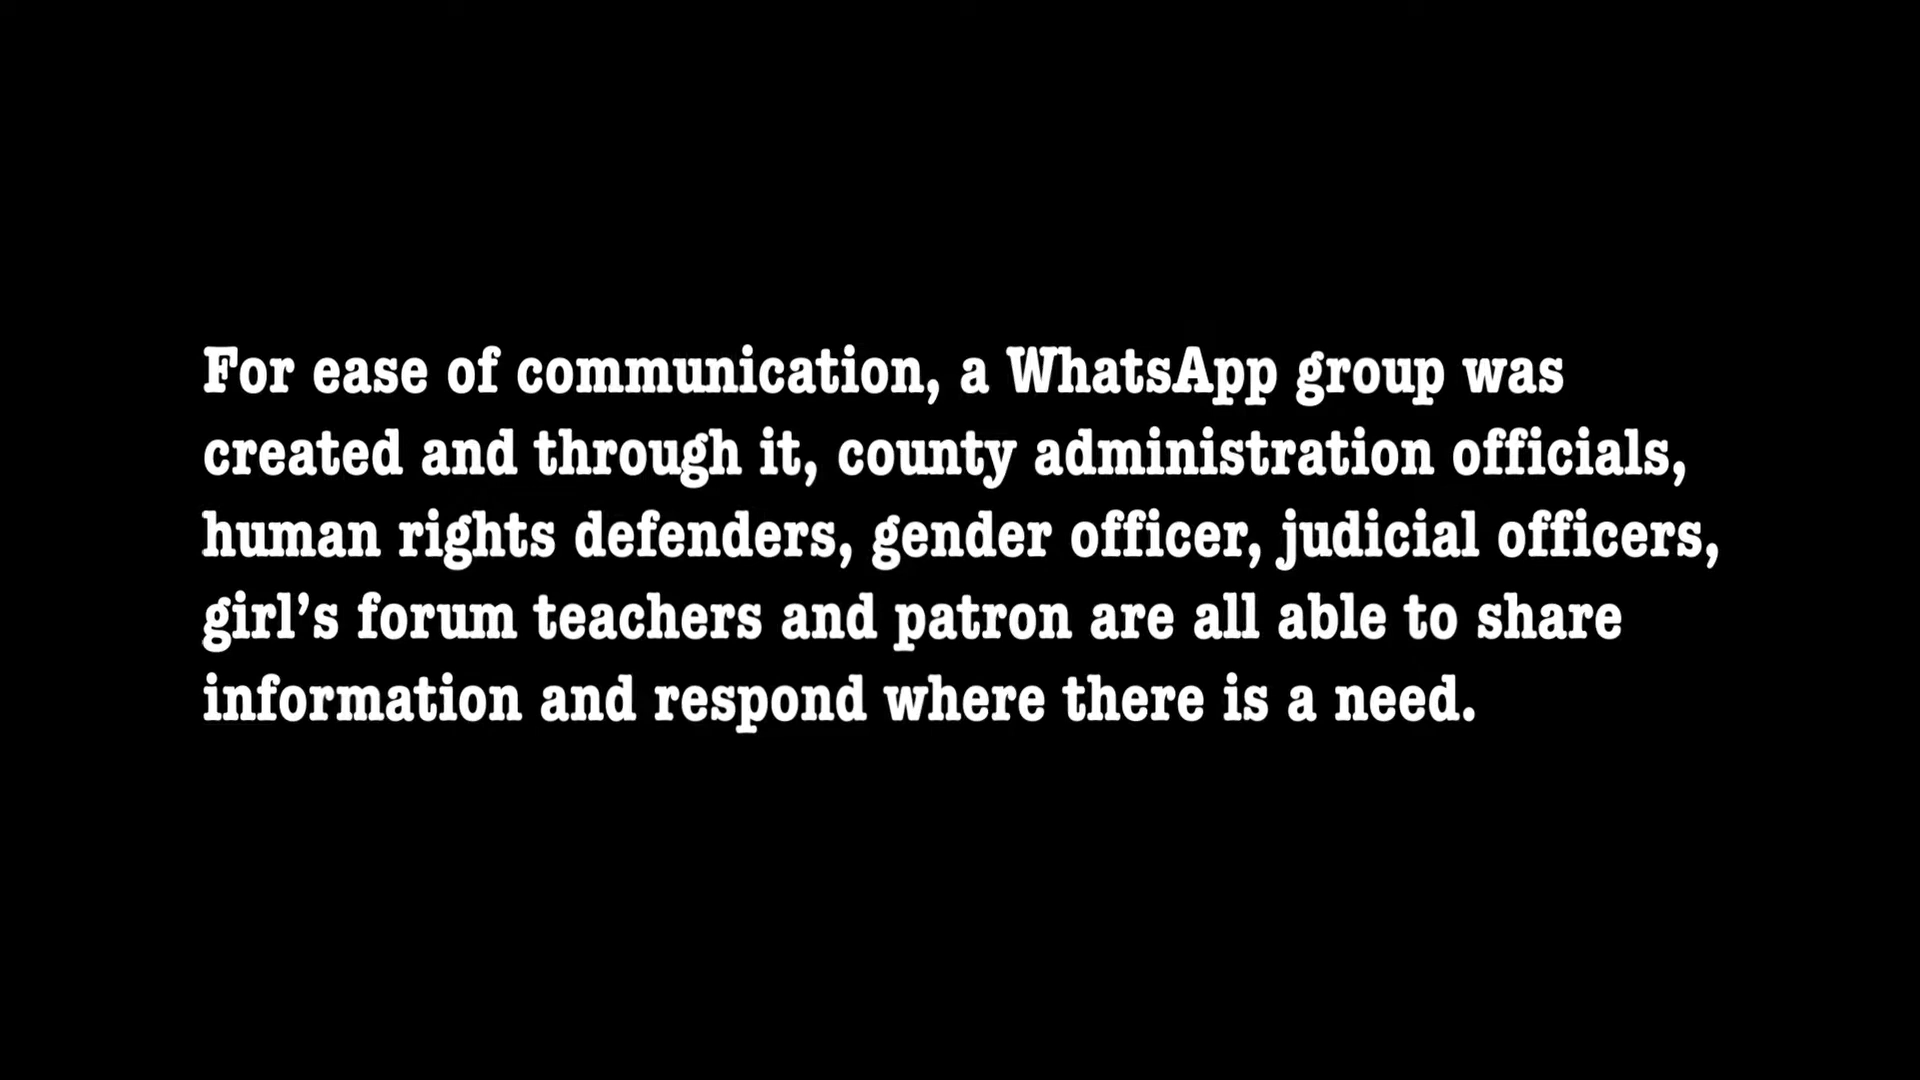 For ease of communication, a WhatsApp group was
created and through it, county administration officials,
human rights defenders, gender officer, judicial officers,
girl’s forum teachers and patron are all able to share
information and respond where there is a need.